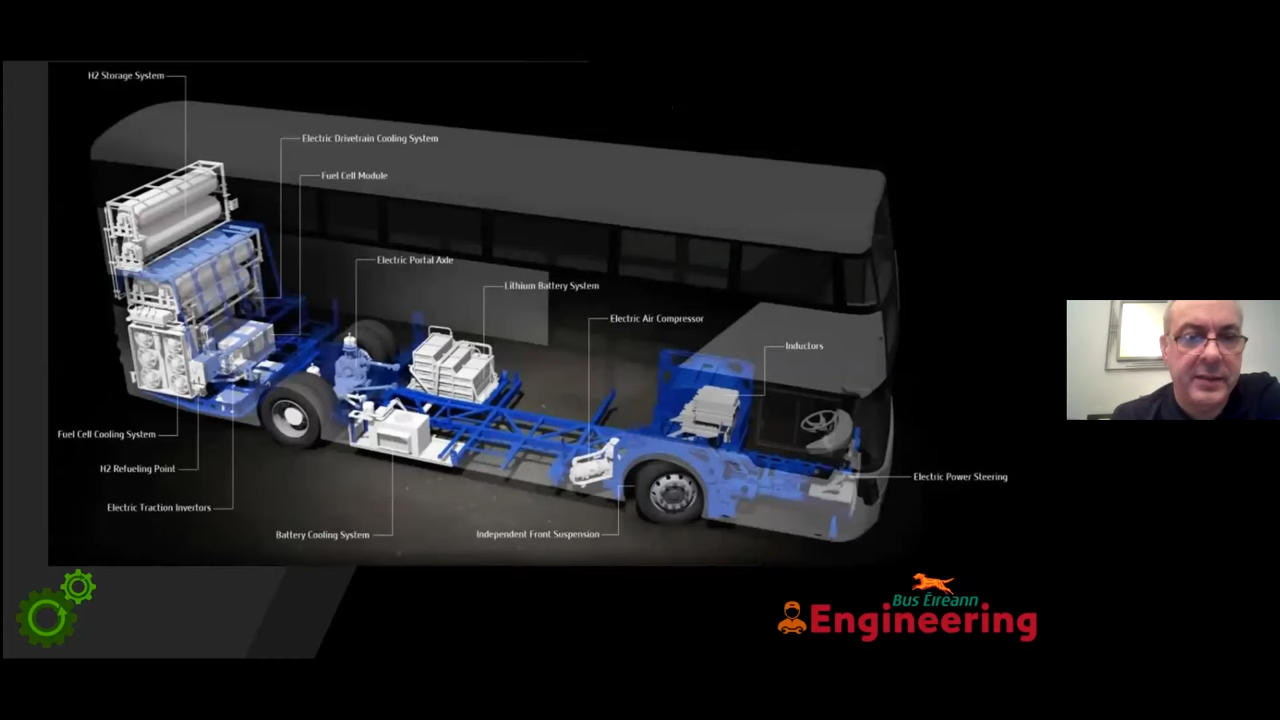 H2 Storage System
Electric Drivetrain Cooling System
Fuel Cell Module
Electric Portal Axle
Lithium Battery System
Electric Air Compressor
Inductors
Fuel Cell Cooling System
H2 Refueling Point
Electric Power Steering
Electric Traction Invertors
Battery Cooling System
Independent Front Suspension
Bus Éireann
Engineering